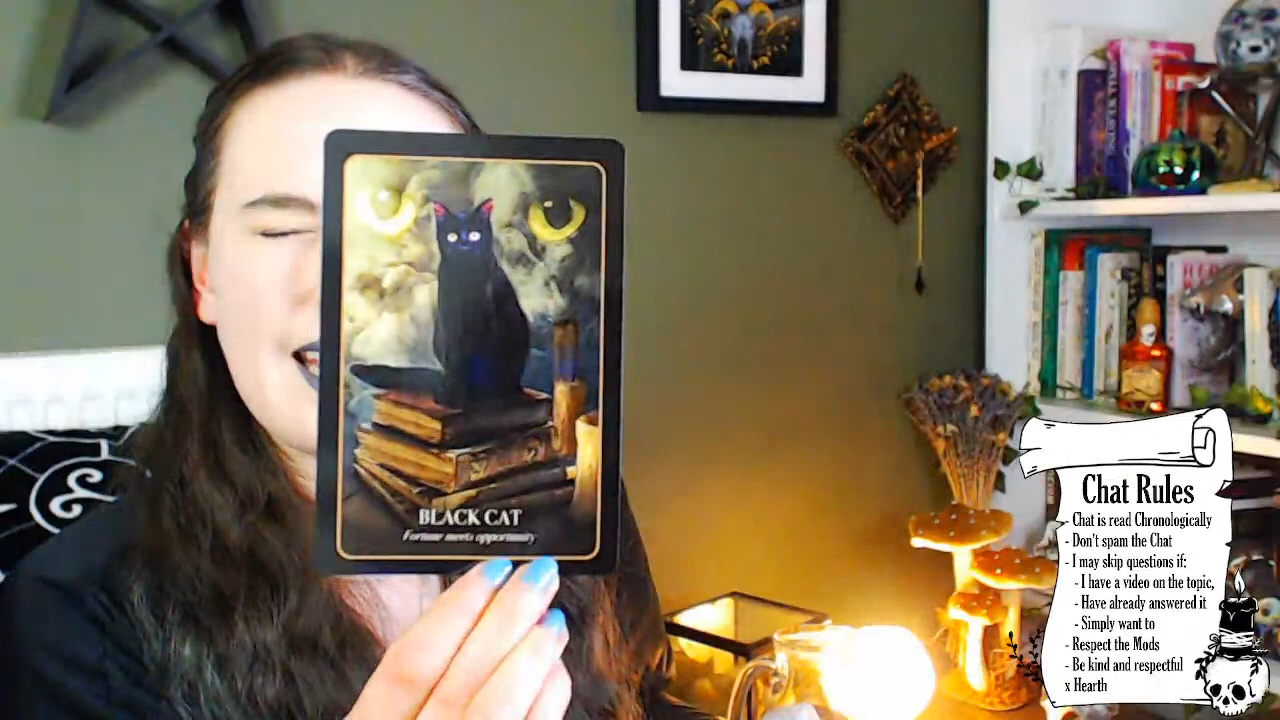 BLACK CAT
Fortune meets opportunity
Chat Rules
- Chat is read Chronologically
- Don't spam the Chat
- I may skip questions if:
- I have a video on the topic,
- Have already answered it
- Simply want to
- Respect the Mods
- Be kind and respectful
x Hearth